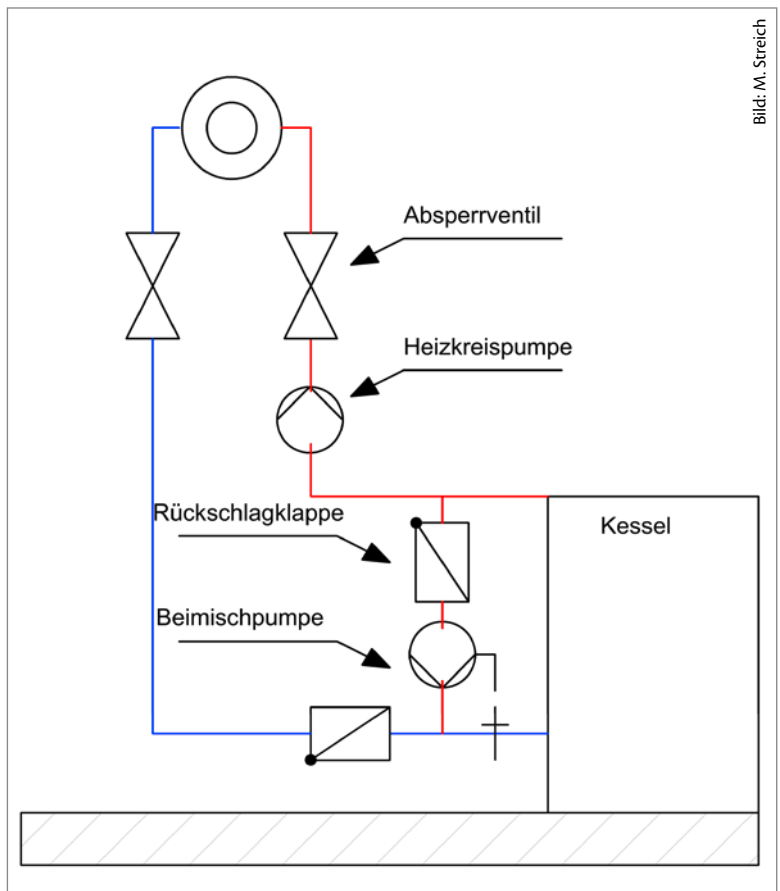 Bild: M. Streich
Absperrventil
Heizkreispumpe
Rückschlagklappe
Kessel
Beimischpumpe